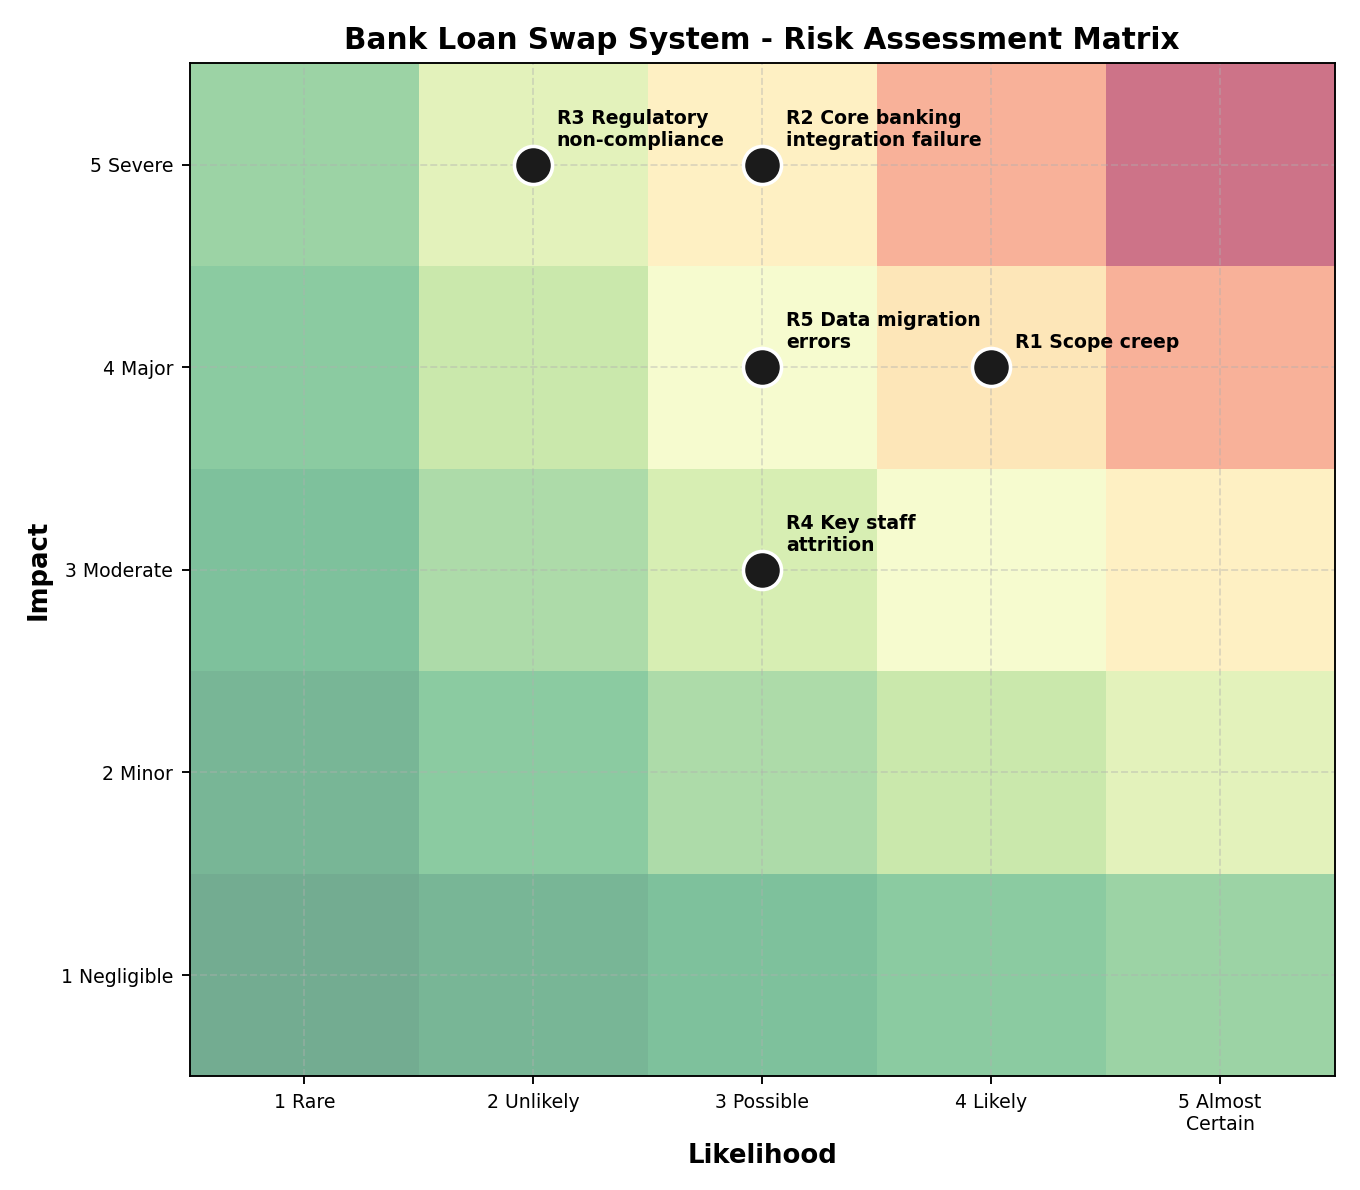 Bank Loan Swap System - Risk Assessment Matrix
R3 Regulatory
non-compliance
R2 Core banking
integration failure
5 Severe
R5 Data migration
errors
R1 Scope creep
4 Major
R4 Key staff
attrition
3 Moderate
Impact
2 Minor
1 Negligible
1 Rare
2 Unlikely
3 Possible
4 Likely
5 Almost
Certain
Likelihood